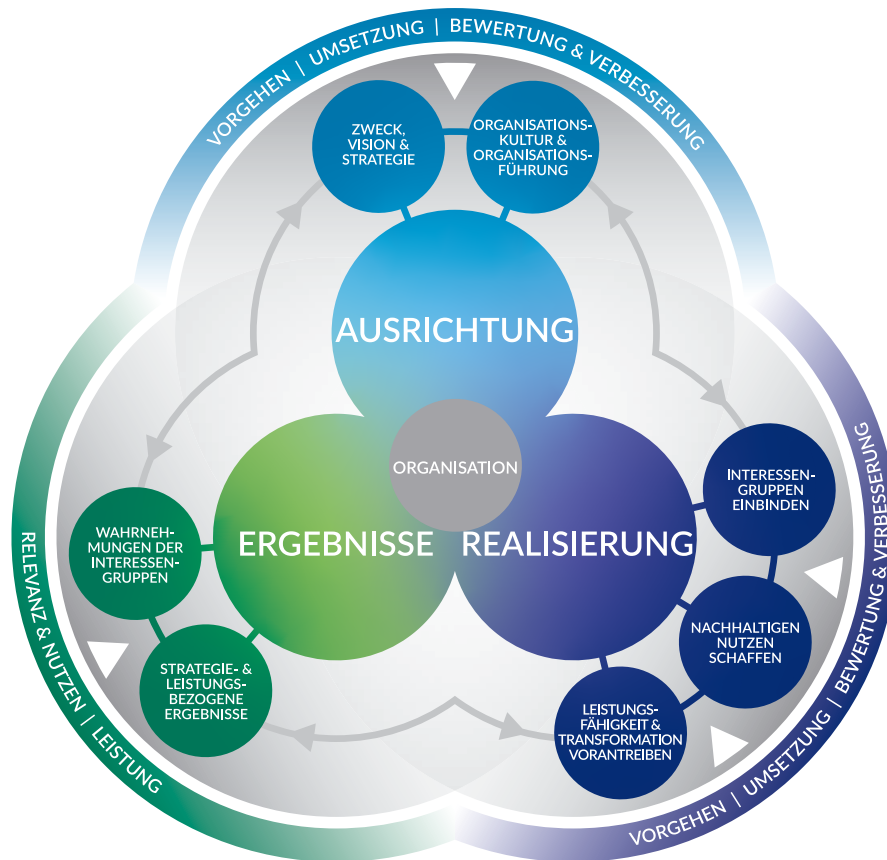 VORGEHEN | UMSETZUNG | BEWERTUNG & VERBESSERUNG
ZWECK,
VISION &
STRATEGIE
ORGANISATIONS-
KULTUR &
ORGANISATIONS-
FÜHRUNG
AUSRICHTUNG
ORGANISATION
ERGEBNISSE
REALISIERUNG
INTERESSEN-
GRUPPEN
EINBINDEN
NACHHALTIGEN
NUTZEN
SCHAFFEN
LEISTUNGS-
FÄHIGKEIT &
TRANSFORMATION
VORANTREIBEN
WAHRNEH-
MUNGEN DER
INTERESSEN-
GRUPPEN
STRATEGIE- &
LEISTUNGS-
BEZOGENE
ERGEBNISSE
RELEVANZ & NUTZEN | LEISTUNG
VORGEHEN | UMSETZUNG | BEWERTUNG & VERBESSERUNG